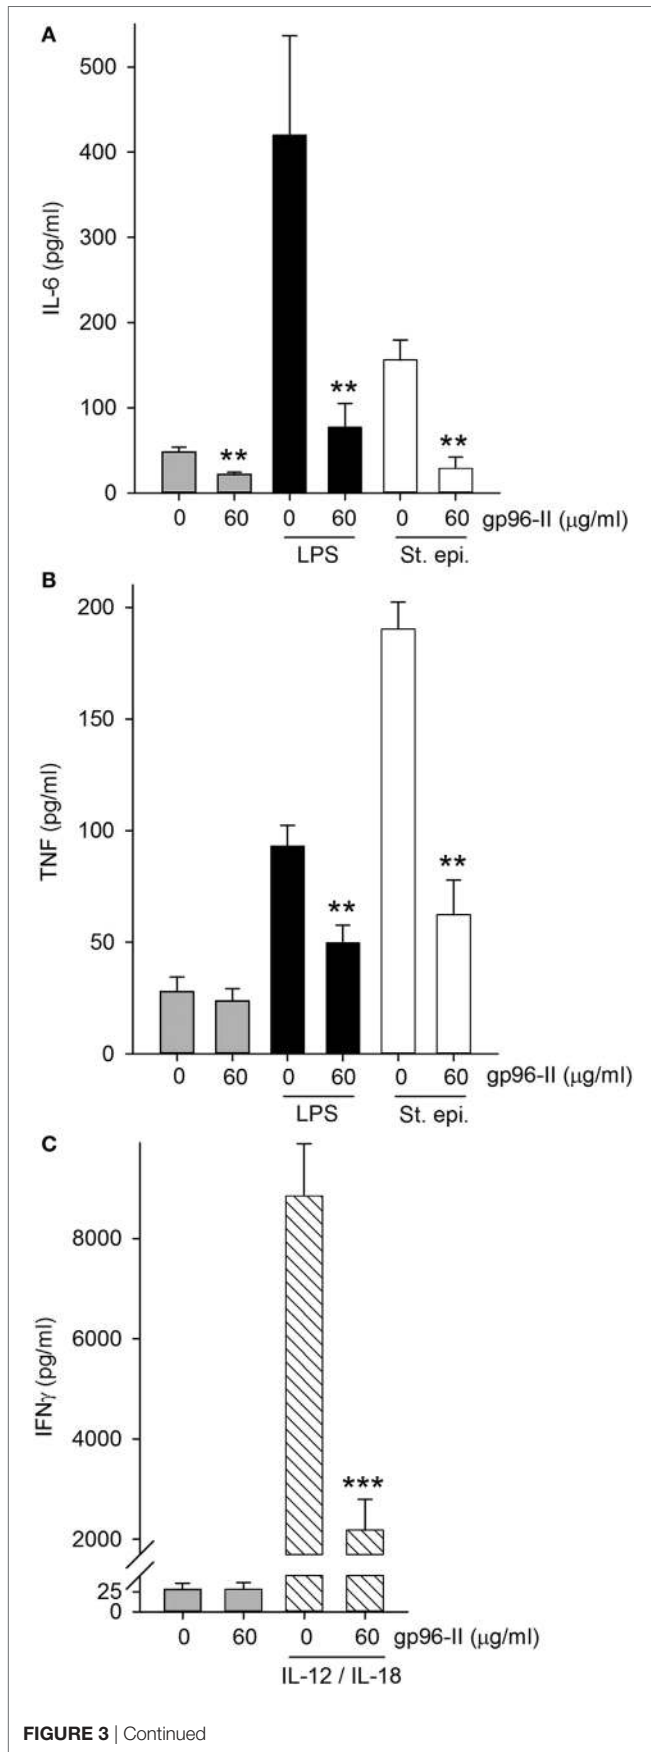 A
500
400
300
200
100
0
IL-6 (pg/ml)
**
**
**
0 60 0 60 0 60 gp96-II (μg/ml)
LPS St. epi.
B
200
150
100
50
0
TNF (pg/ml)
**
**
0 60 0 60 0 60 gp96-II (μg/ml)
LPS St. epi.
C
8000
6000
4000
2000
25
0
IFNγ (pg/ml)
***
0 60 0 60 gp96-II (μg/ml)
IL-12 / IL-18
FIGURE 3 | Continued